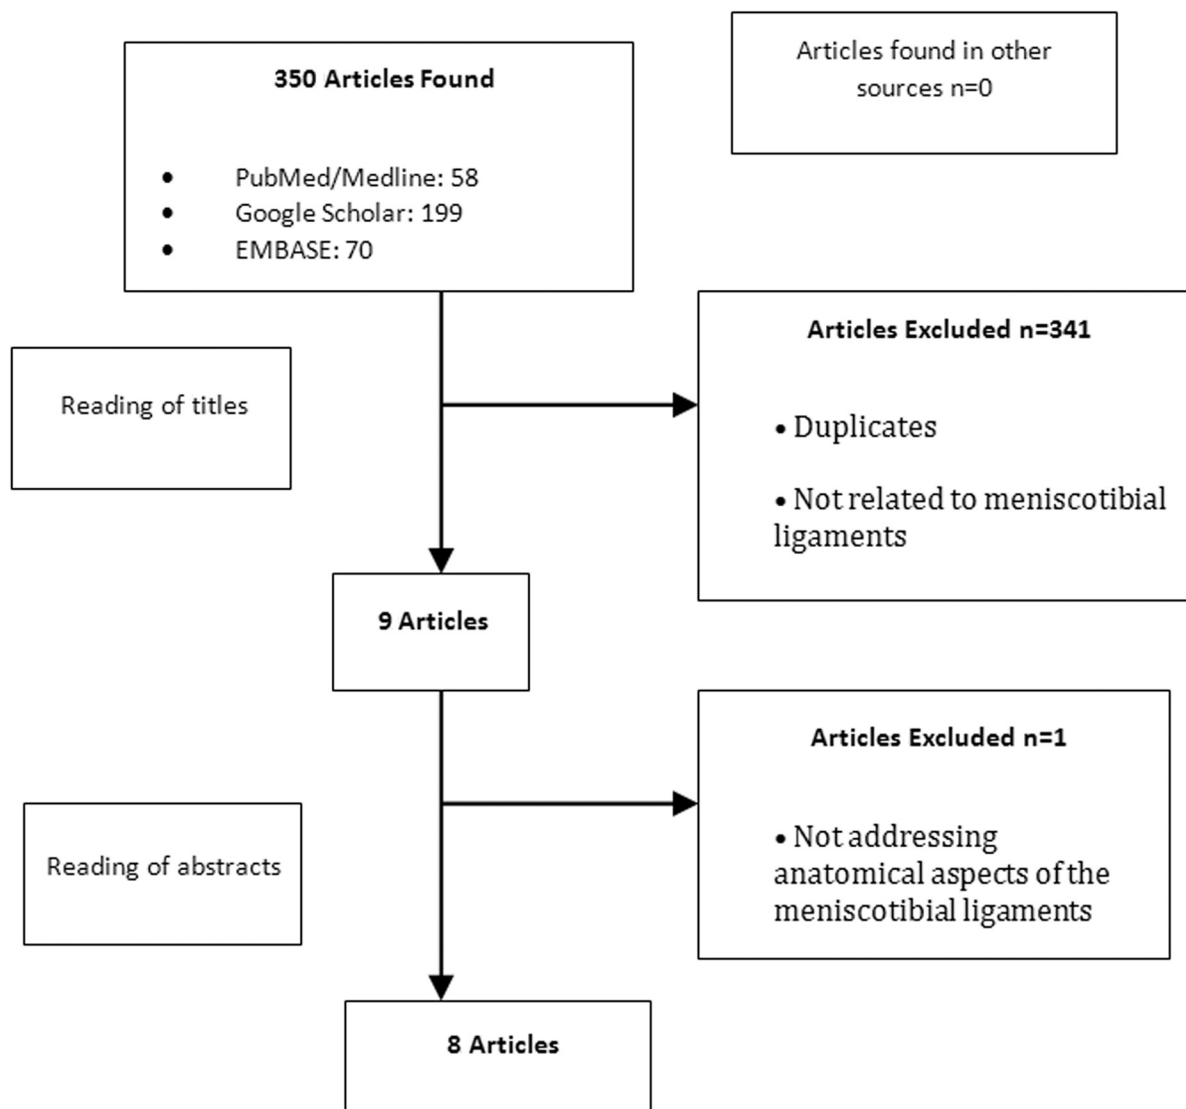 350 Articles Found
• PubMed/Medline: 58
• Google Scholar: 199
• EMBASE: 70
Articles found in other
sources n=0
Reading of titles
Articles Excluded n=341
• Duplicates
• Not related to meniscotibial
ligaments
9 Articles
Reading of abstracts
Articles Excluded n=1
• Not addressing
anatomical aspects of the
meniscotibial ligaments
8 Articles